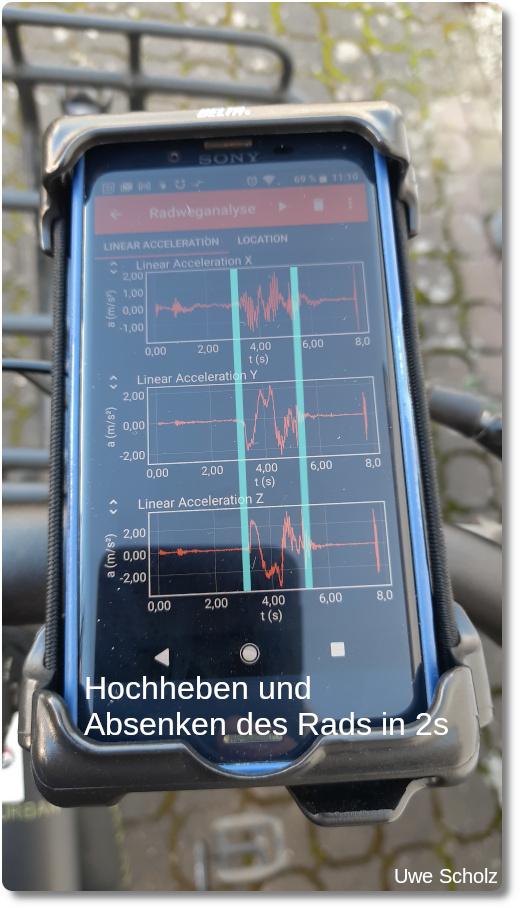 DELTA
SONY
69 % 11:10
Radweganalyse
LINEAR ACCELERATION LOCATION
Linear Acceleration X
a (m/s²)
2,00
1,00
0,00
-1,00
0,00 2,00 4,00 6,00 8,0
t (s)
Linear Acceleration Y
a (m/s²)
2,00
0,00
-2,00
0,00 2,00 4,00 6,00 8,0
t (s)
Linear Acceleration Z
a (m/s²)
2,00
0,00
-2,00
0,00 2,00 4,00 6,00 8,0
t (s)
Hochheben und
Absenken des Rads in 2s
URBAN
Uwe Scholz